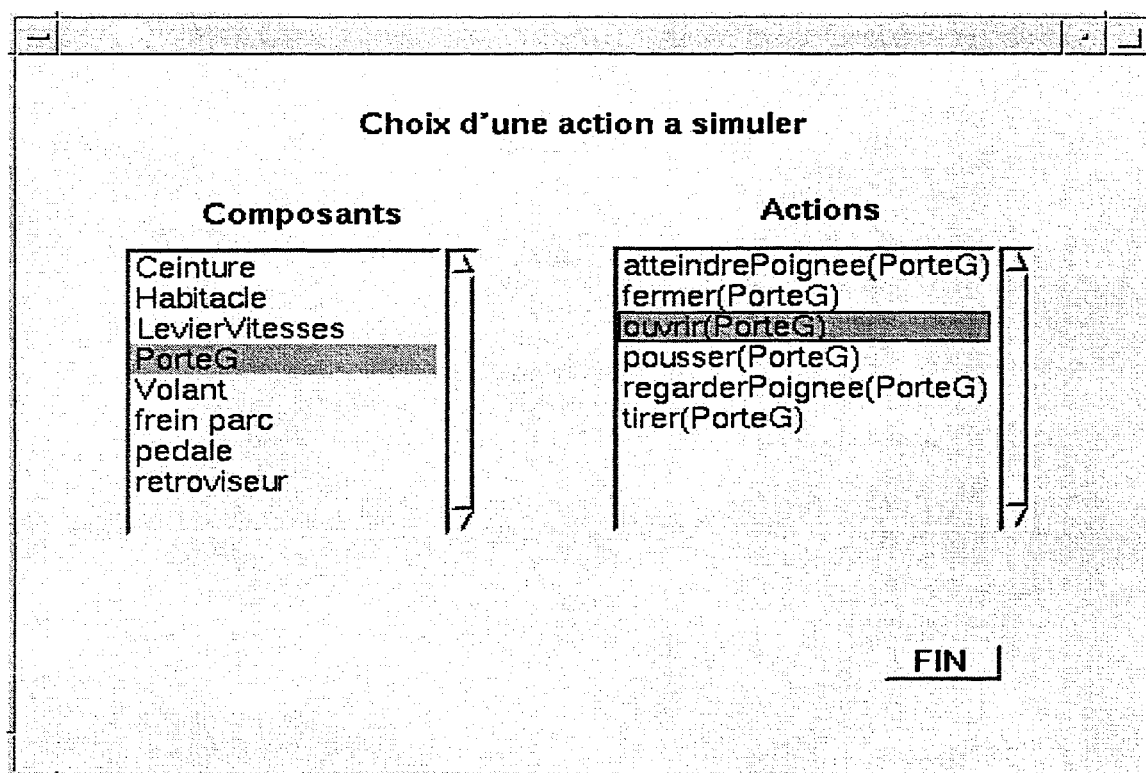 Choix d'une action a simuler
Composants
Ceinture
Habitacle
LevierVitesses
PorteG
Volant
frein parc
pedale
retroviseur
Actions
atteindrePoignee(PorteG)
fermer(PorteG)
ouvrir(PorteG)
pousser(PorteG)
regarderPoignee(PorteG)
tirer(PorteG)
FIN